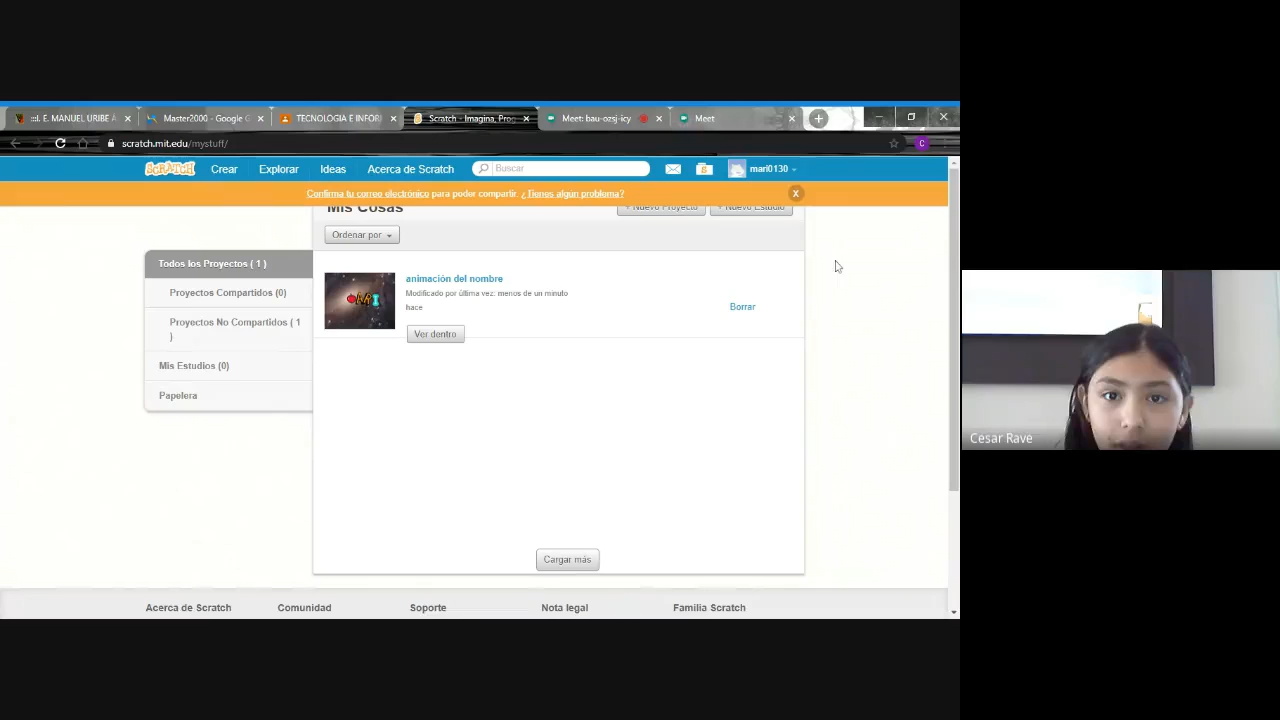 :::I. E. MANUEL URIBE Á
Master2000 - Google C
TECNOLOGIA E INFOR
Scratch - Imagina, Prog
Meet: bau-ozsj-icy
Meet
scratch.mit.edu/mystuff/
C
SCRATCH
Crear
Explorar
Ideas
Acerca de Scratch
Buscar
mari0130
Confirma tu correo electrónico para poder compartir. ¿Tienes algún problema?
X
Mis Cosas
+ Nuevo Proyecto
+ Nuevo Estudio
Ordenar por
Todos los Proyectos ( 1 )
Proyectos Compartidos (0)
Proyectos No Compartidos ( 1
)
Mis Estudios (0)
Papelera
animación del nombre
Modificado por última vez: menos de un minuto
hace
Borrar
Ver dentro
Cargar más
Acerca de Scratch
Comunidad
Soporte
Nota legal
Familia Scratch
Cesar Rave